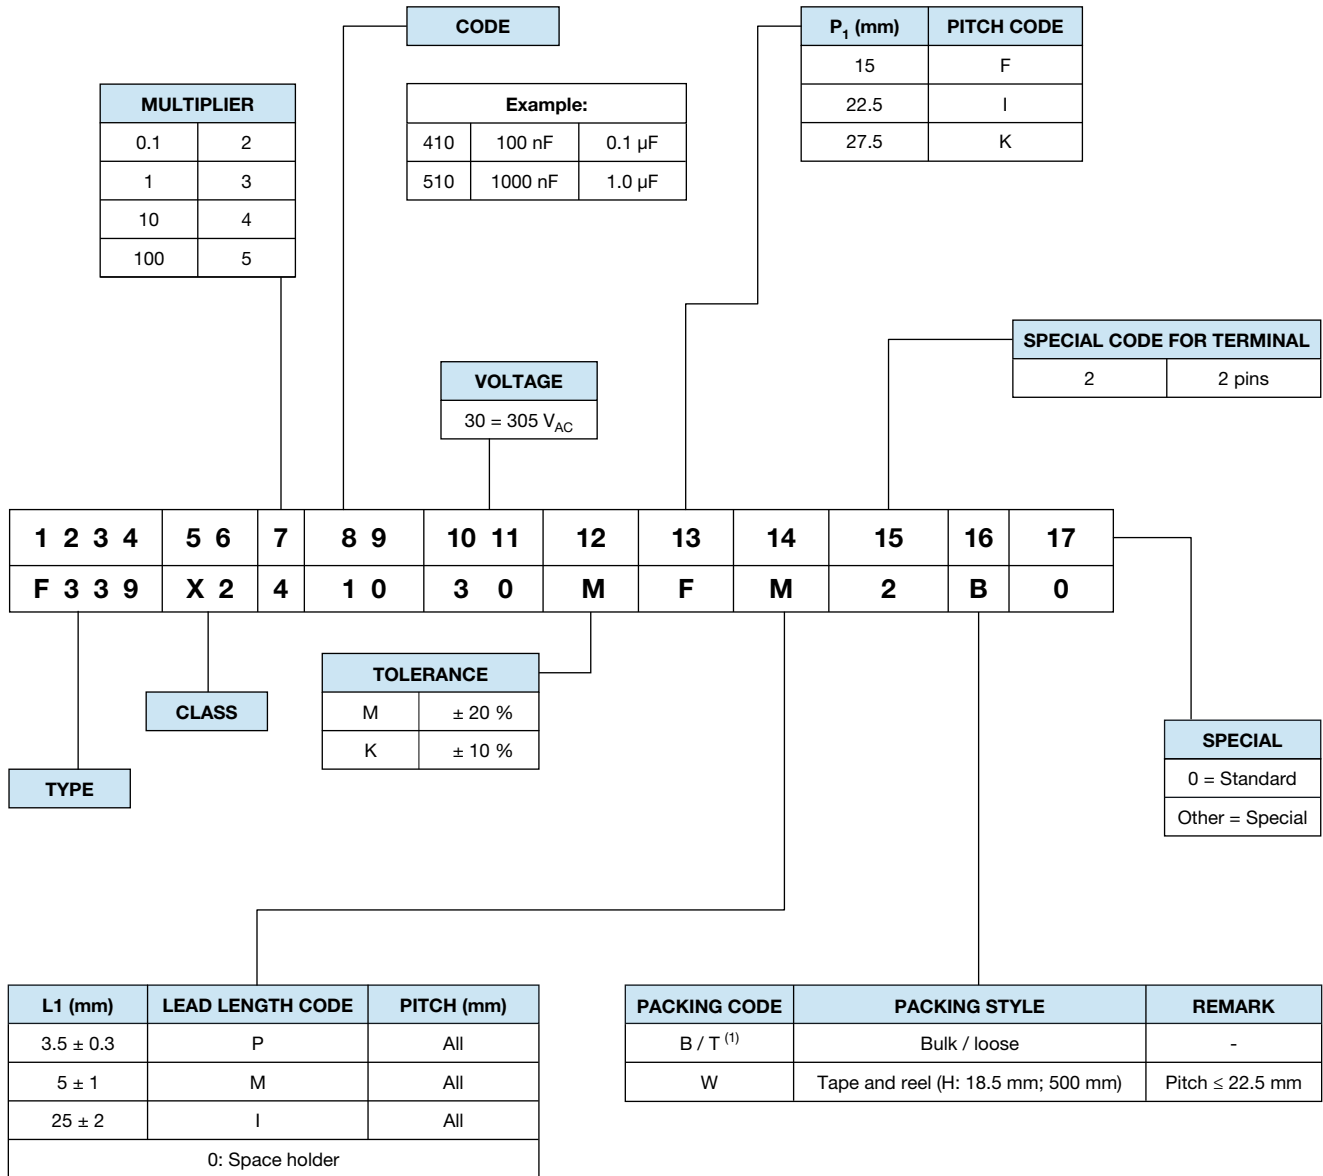 CODE
P1 (mm) PITCH CODE
15 F
22.5 I
27.5 K
MULTIPLIER
0.1 2
1 3
10 4
100 5
Example:
410 100 nF 0.1 µF
510 1000 nF 1.0 µF
SPECIAL CODE FOR TERMINAL
2 2 pins
VOLTAGE
30 = 305 VAC
1 2 3 4 5 6 7 8 9 10 11 12 13 14 15 16 17
F 3 3 9 X 2 4 1 0 3 0 M F M 2 B 0
TOLERANCE
M ± 20 %
K ± 10 %
CLASS
TYPE
SPECIAL
0 = Standard
Other = Special
L1 (mm) LEAD LENGTH CODE PITCH (mm)
3.5 ± 0.3 P All
5 ± 1 M All
25 ± 2 I All
0: Space holder
PACKING CODE PACKING STYLE REMARK
B / T (1) Bulk / loose -
W Tape and reel (H: 18.5 mm; 500 mm) Pitch ≤ 22.5 mm